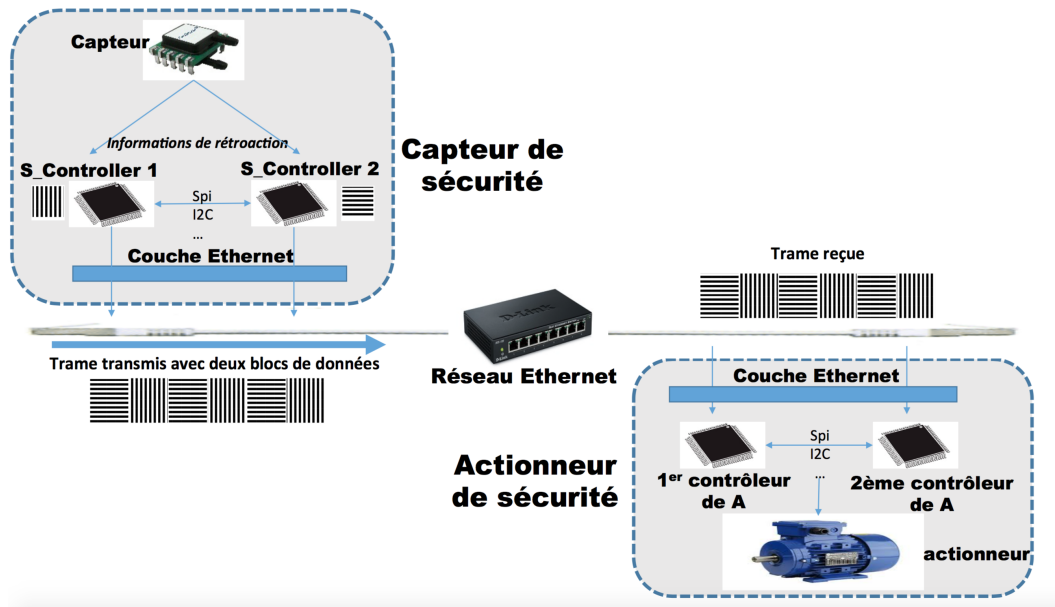 Capteur
Informations de rétroaction
S_Controller 1
S_Controller 2
Spi
I2C
...
Couche Ethernet
Capteur de
sécurité
Trame transmis avec deux blocs de données
D-Link
Réseau Ethernet
Trame reçue
Couche Ethernet
Actionneur
de sécurité
Spi
I2C
...
1er contrôleur
de A
2ème contrôleur
de A
actionneur